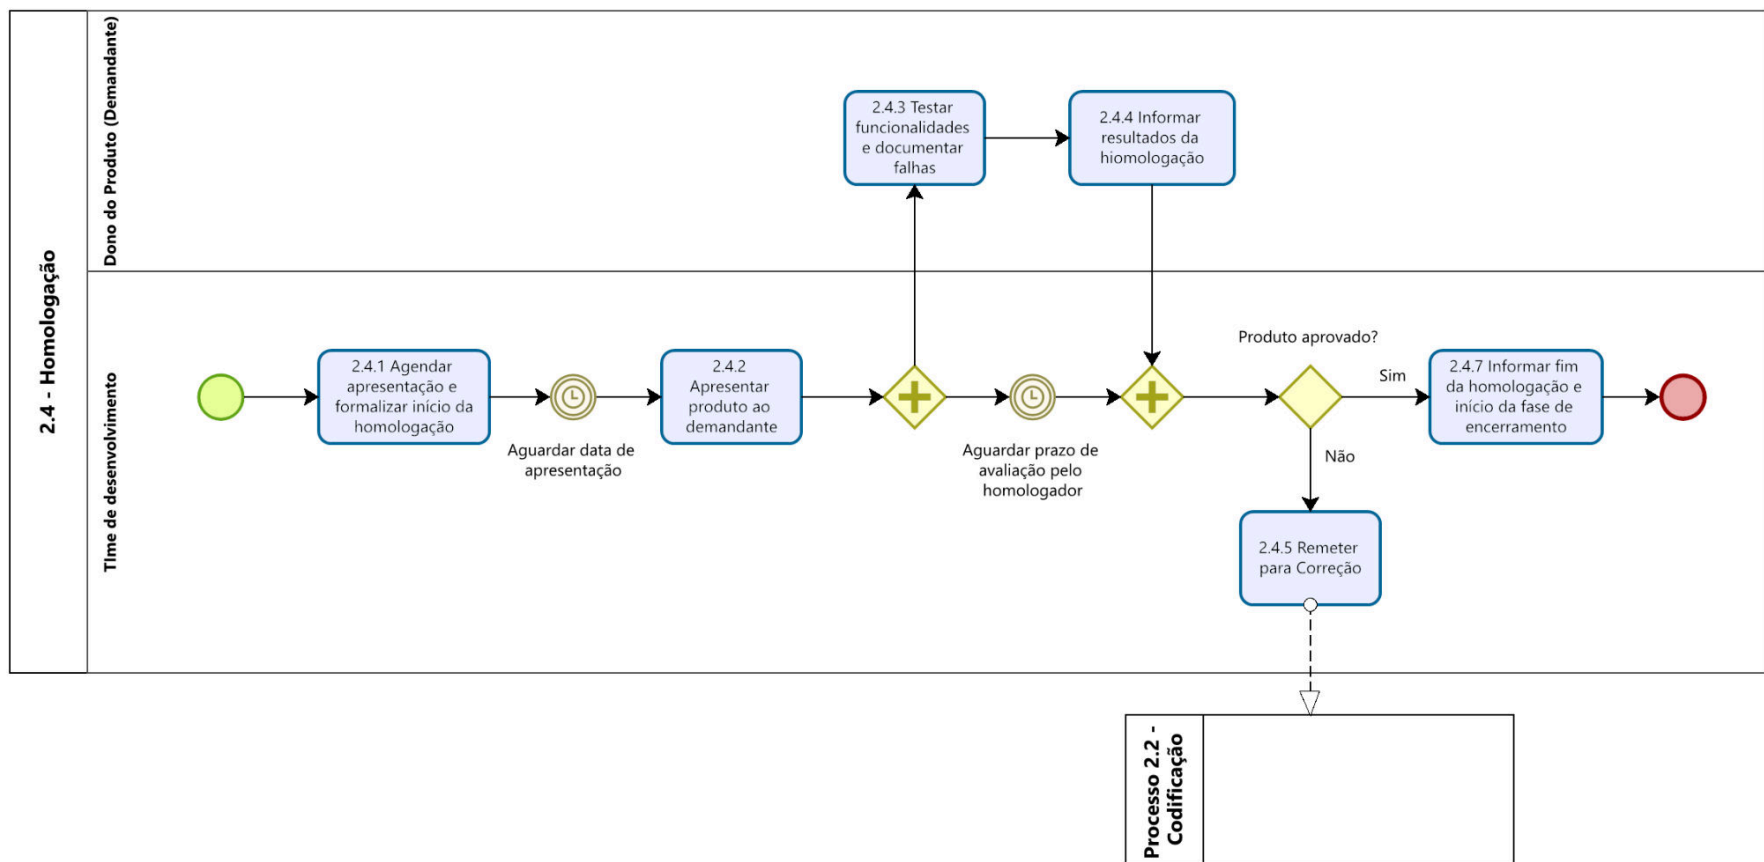 2.4 - Homologação
Dono do Produto (Demandante)
2.4.3 Testar
funcionalidades
e documentar
falhas
2.4.4 Informar
resultados da
hiomologação
TIme de desenvolvimento
2.4.1 Agendar
apresentação e
formalizar início da
homologação
Aguardar data de
apresentação
2.4.2
Apresentar
produto ao
demandante
Aguardar prazo de
avaliação pelo
homologador
Produto aprovado?
Sim
2.4.7 Informar fim
da homologação e
início da fase de
encerramento
Não
2.4.5 Remeter
para Correção
Processo 2.2 -
Codificação